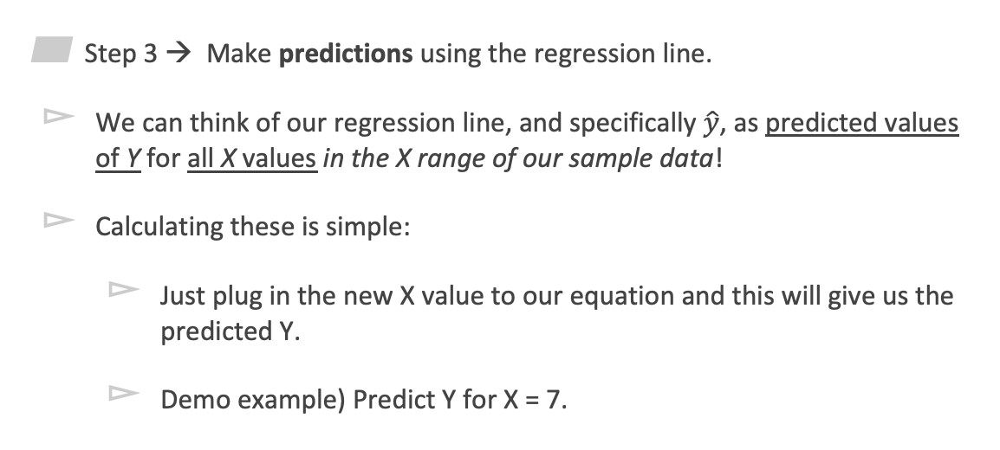 Step 3 → Make predictions using the regression line.
We can think of our regression line, and specifically ŷ, as predicted values
of Y for all X values in the X range of our sample data!
Calculating these is simple:
Just plug in the new X value to our equation and this will give us the
predicted Y.
Demo example) Predict Y for X = 7.